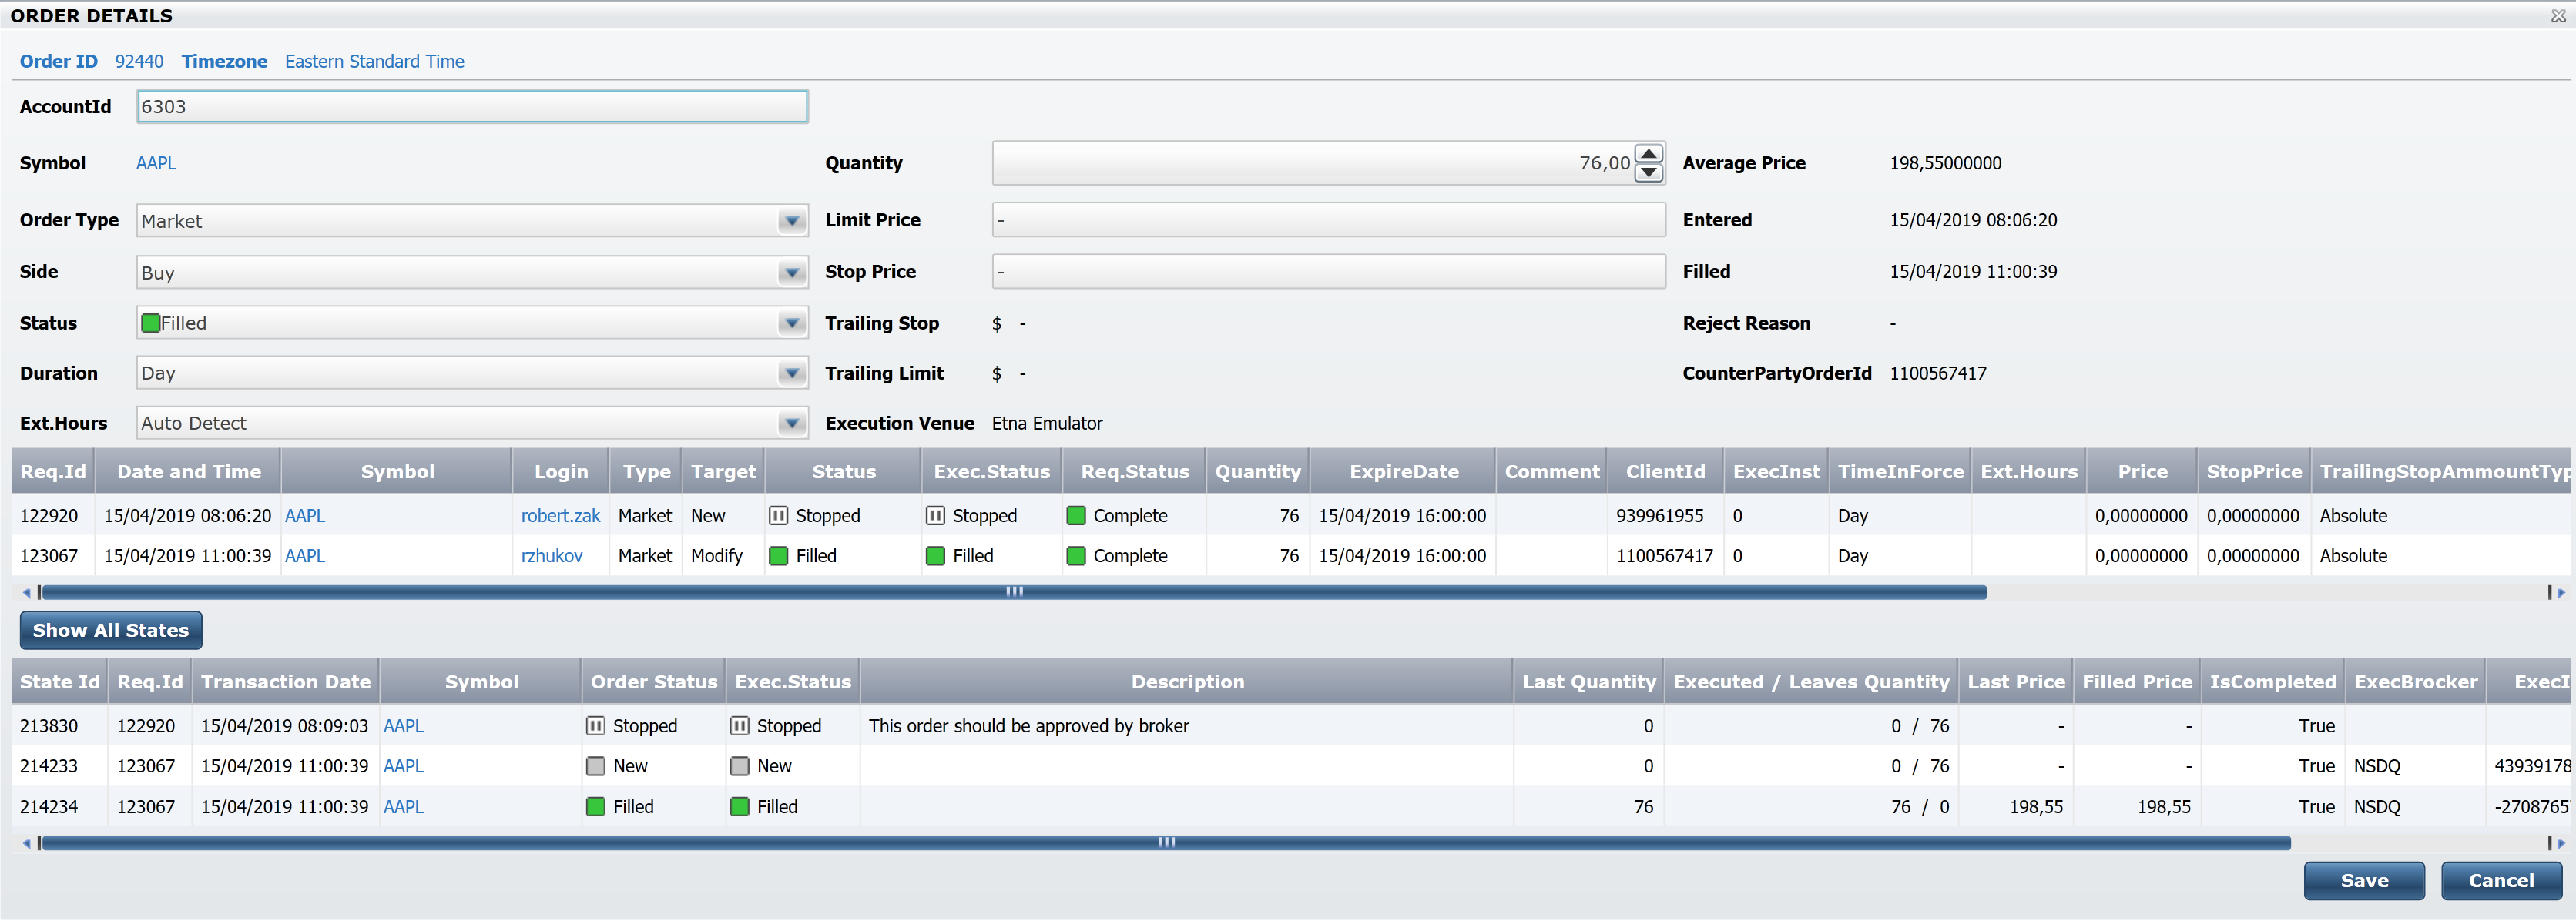 ORDER DETAILS
Order ID 92440 Timezone Eastern Standard Time
AccountId 6303
Symbol AAPL Quantity 76,00 Average Price 198,55000000
Order Type Market Limit Price - Entered 15/04/2019 08:06:20
Side Buy Stop Price - Filled 15/04/2019 11:00:39
Status Filled Trailing Stop $ - Reject Reason -
Duration Day Trailing Limit $ - CounterPartyOrderId 1100567417
Ext.Hours Auto Detect Execution Venue Etna Emulator
Req.Id Date and Time Symbol Login Type Target Status Exec.Status Req.Status Quantity ExpireDate Comment ClientId ExecInst TimeInForce Ext.Hours Price StopPrice TrailingStopAmmountTyp
122920 15/04/2019 08:06:20 AAPL robert.zak Market New Stopped Stopped Complete 76 15/04/2019 16:00:00 939961955 0 Day 0,00000000 0,00000000 Absolute
123067 15/04/2019 11:00:39 AAPL rzhukov Market Modify Filled Filled Complete 76 15/04/2019 16:00:00 1100567417 0 Day 0,00000000 0,00000000 Absolute
Show All States
State Id Req.Id Transaction Date Symbol Order Status Exec.Status Description Last Quantity Executed / Leaves Quantity Last Price Filled Price IsCompleted ExecBrocker ExecI
213830 122920 15/04/2019 08:09:03 AAPL Stopped Stopped This order should be approved by broker 0 0 / 76 - - True
214233 123067 15/04/2019 11:00:39 AAPL New New 0 0 / 76 - - True NSDQ 43939178
214234 123067 15/04/2019 11:00:39 AAPL Filled Filled 76 76 / 0 198,55 198,55 True NSDQ -2708765
Save Cancel